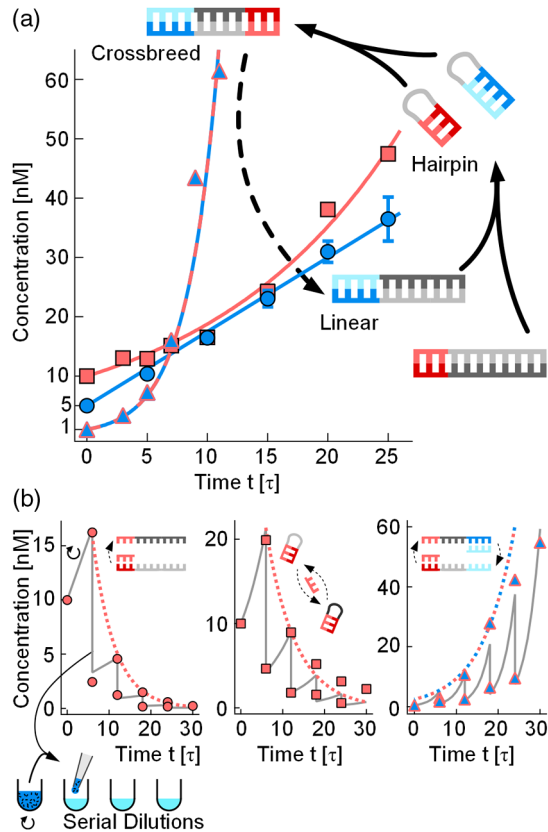 (a)
Crossbreed
Hairpin
Linear
Concentration [nM]
60
50
40
30
20
10
5
1
0 5 10 15 20 25
Time t [τ]
(b)
Concentration [nM]
15
10
5
0
0 10 20 30
Time t [τ]
20
10
0
0 10 20 30
Time t [τ]
60
40
20
0
0 10 20 30
Time t [τ]
Serial Dilutions